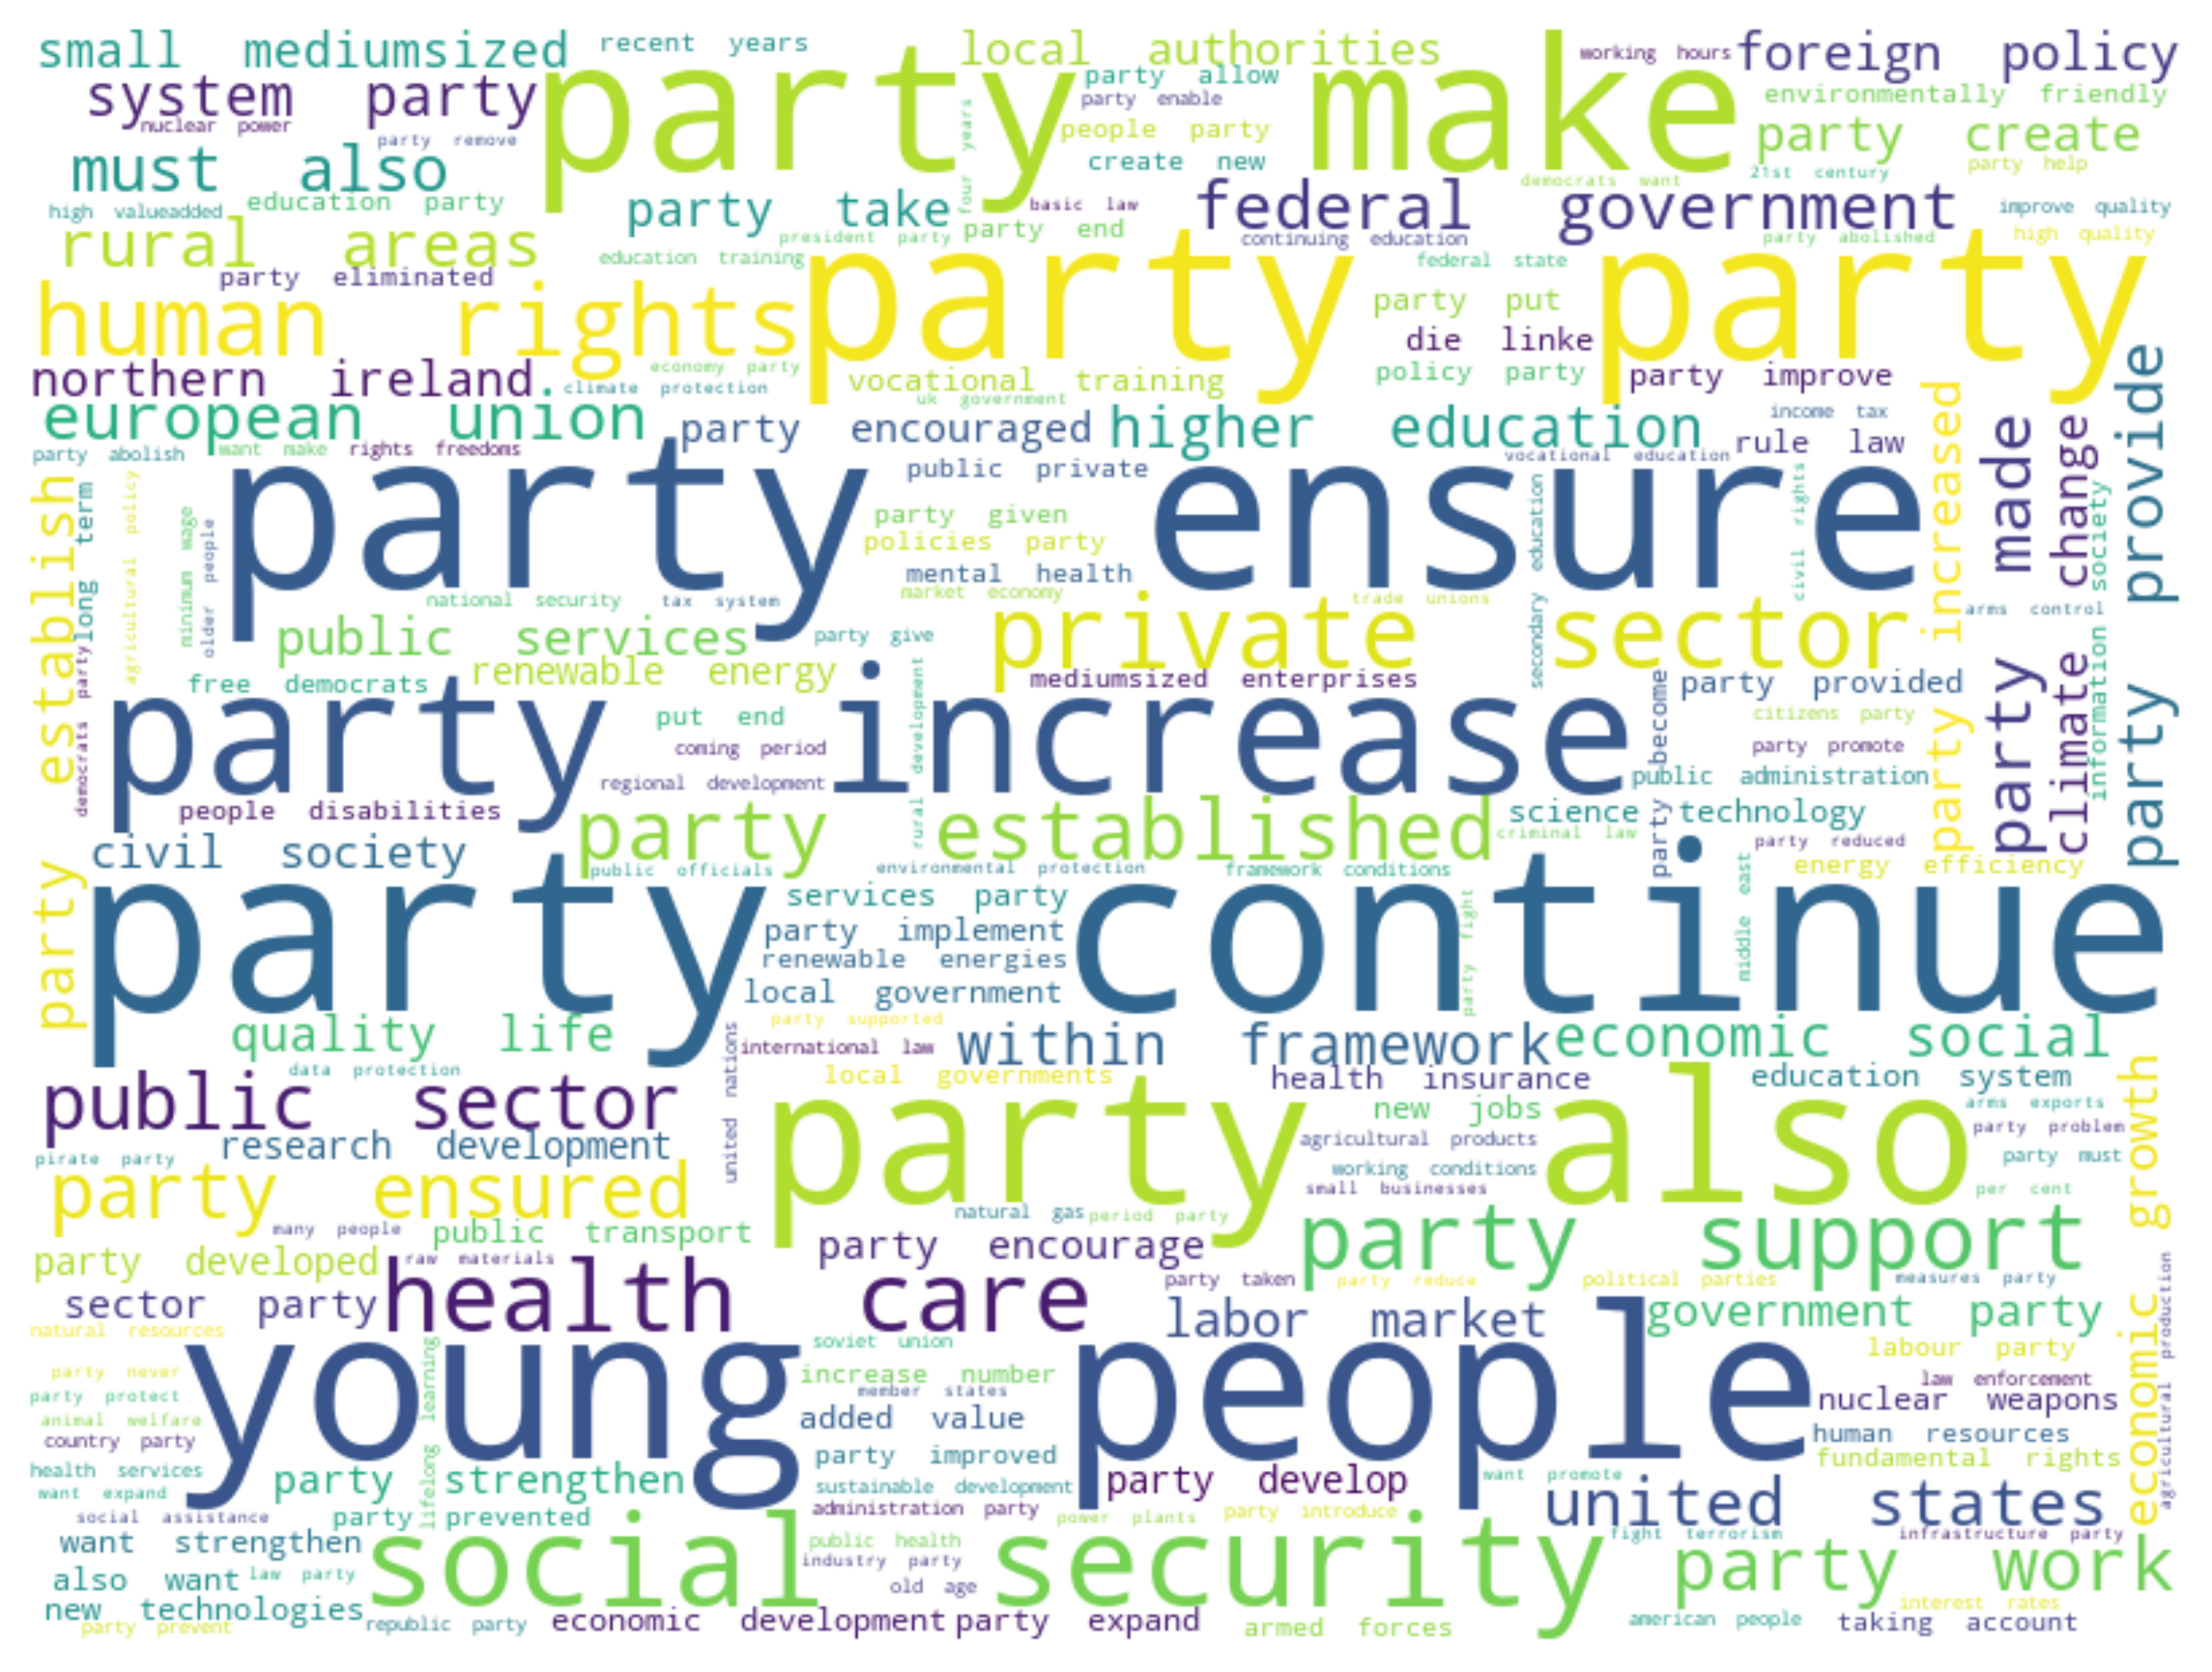 small mediumsized
recent years
local authorities
working hours
foreign policy
system party
party make
party allow
party enable
environmentally friendly
nuclear power
party remove
people party
party create
must also
create new
four years
democrats want
21st century
party help
high valueadded
education party
party take
basic law
federal government
improve quality
rural areas
president party
party end
continuing education
party abolished
high quality
education training
party party
federal state
party eliminated
human rights
party put
die linke
northern ireland
economy party
climate protection
vocational training
policy party
party improve
uk government
european union
party encouraged
higher education
income tax
rule law
party abolish
want make
rights freedoms
public private
vocational education
party ensure
party given
policies party
mental health
market economy
national security
tax system
trade unions
party establish
long term
democrats party
agricultural policy
minimum wage
older people
secondary education
civil rights
party increased
party made
climate change
information society
party provide
arms control
public services
party give
private sector
renewable energy
free democrats
mediumsized enterprises
party provided
party increase
put end
coming period
regional development
rural development
party become
citizens party
party promote
public administration
people disabilities
party established
science technology
criminal law
party reduced
civil society
public officials
environmental protection
framework conditions
energy efficiency
party continue
services party
party implement
renewable energies
local government
party fight
middle east
quality life
party supported
international law
within framework
economic social
united nations
data protection
local governments
health insurance
education system
public sector
party also
new jobs
arms exports
research development
agricultural products
party problem
pirate party
working conditions
party must
party ensured
small businesses
per cent
economic growth
natural gas
period party
many people
public transport
party encourage
party support
party developed
raw materials
health care
party taken
party reduce
political parties
measures party
agricultural production
sector party
labor market
government party
natural resources
soviet union
young people
labour party
party never
increase number
law enforcement
party protect
member states
nuclear weapons
animal welfare
lifelong learning
added value
human resources
country party
party improved
fundamental rights
health services
party strengthen
sustainable development
party develop
want promote
want expand
united states
social assistance
party prevented
administration party
power plants
party introduce
want strengthen
social security
public health
fight terrorism
infrastructure party
industry party
also want
law party
old age
party work
new technologies
interest rates
republic party
economic development
party expand
armed forces
american people
taking account
party prevent